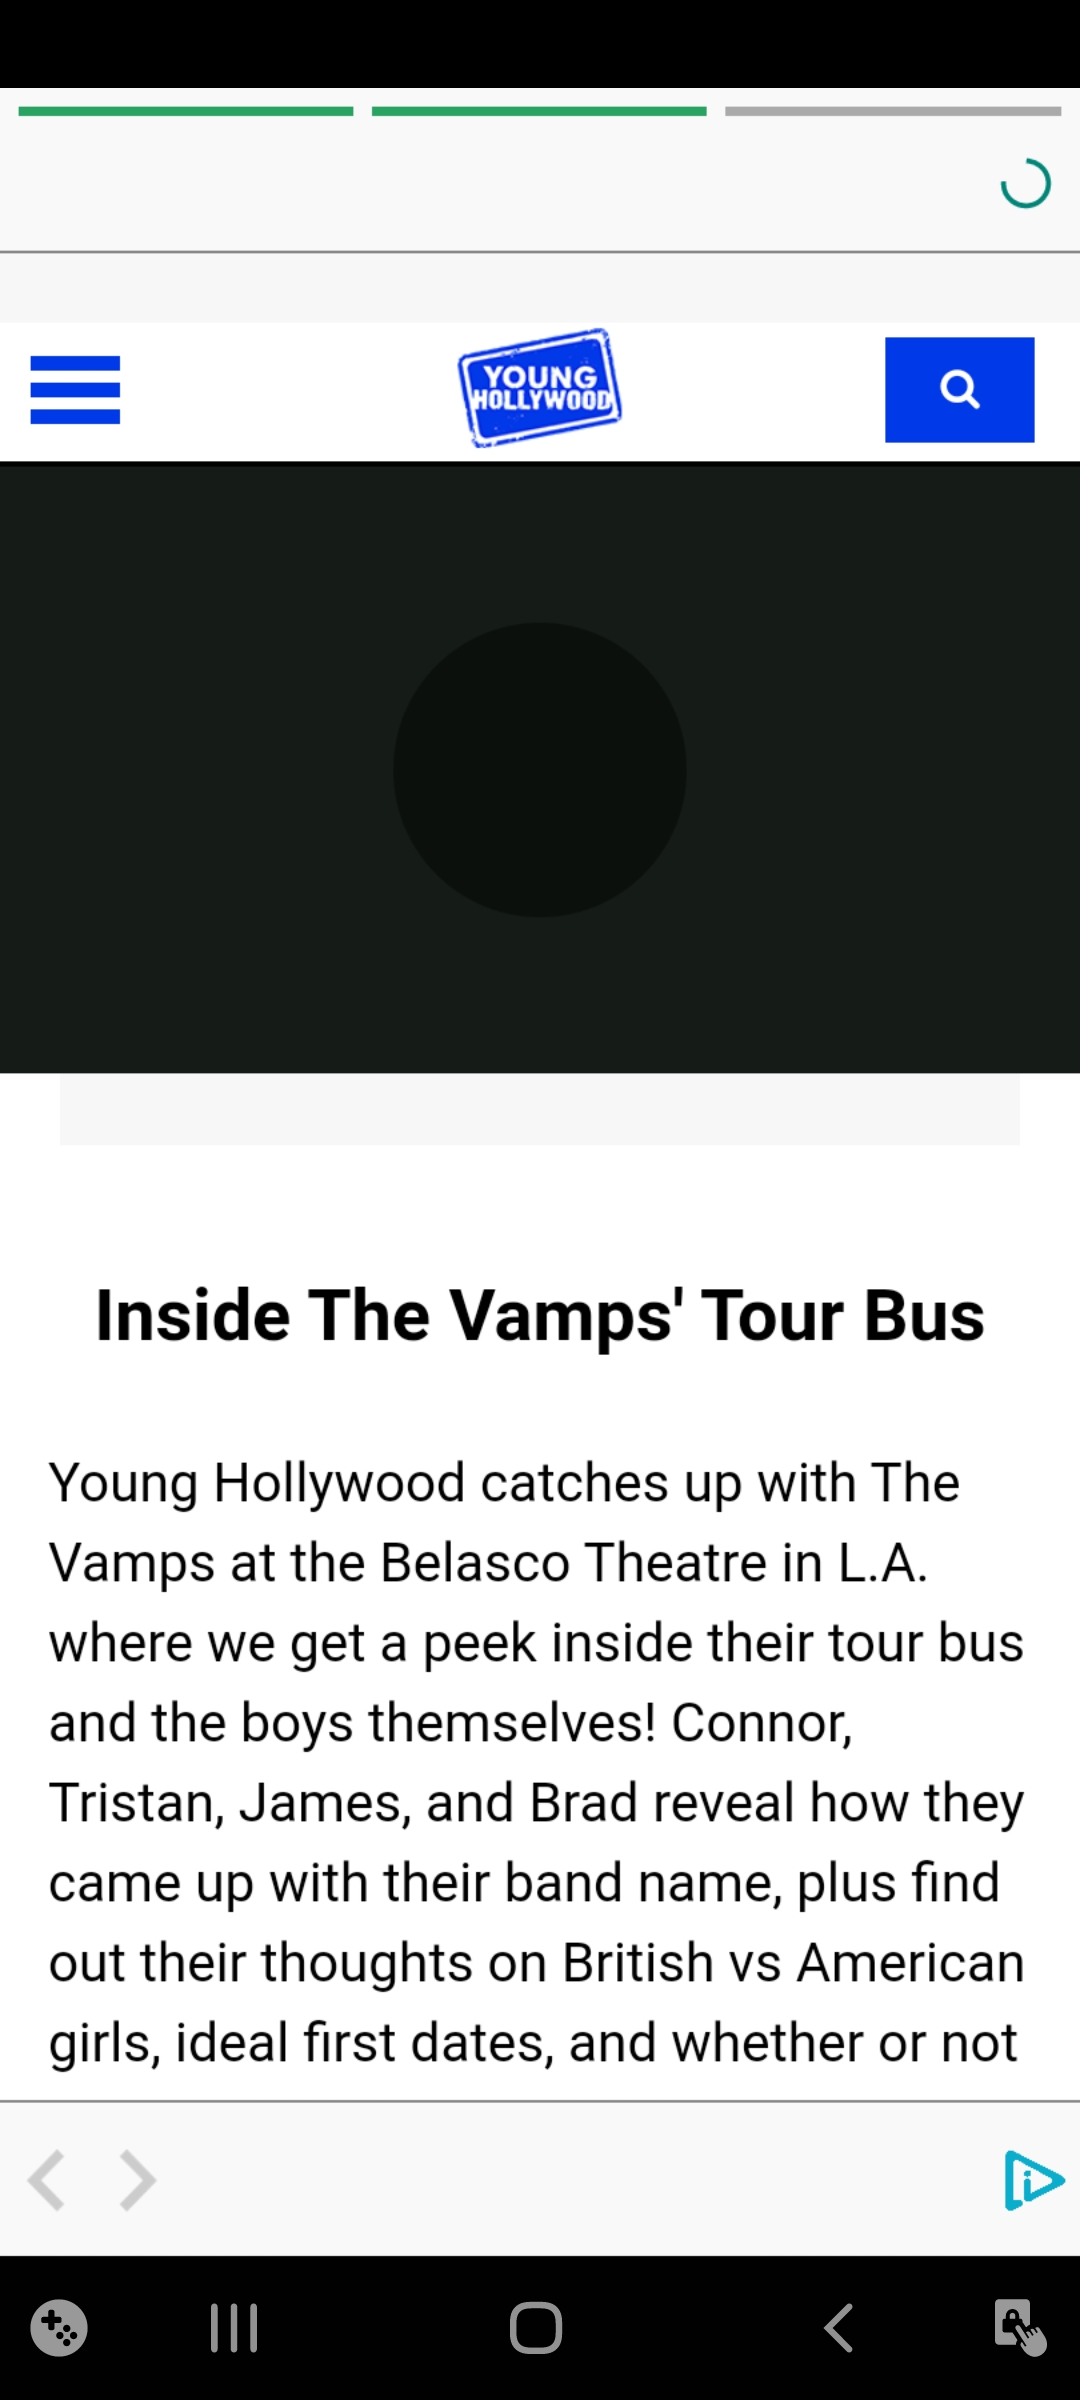 YOUNG
HOLLYWOOD
Inside The Vamps' Tour Bus
Young Hollywood catches up with The
Vamps at the Belasco Theatre in L.A.
where we get a peek inside their tour bus
and the boys themselves! Connor,
Tristan, James, and Brad reveal how they
came up with their band name, plus find
out their thoughts on British vs American
girls, ideal first dates, and whether or not